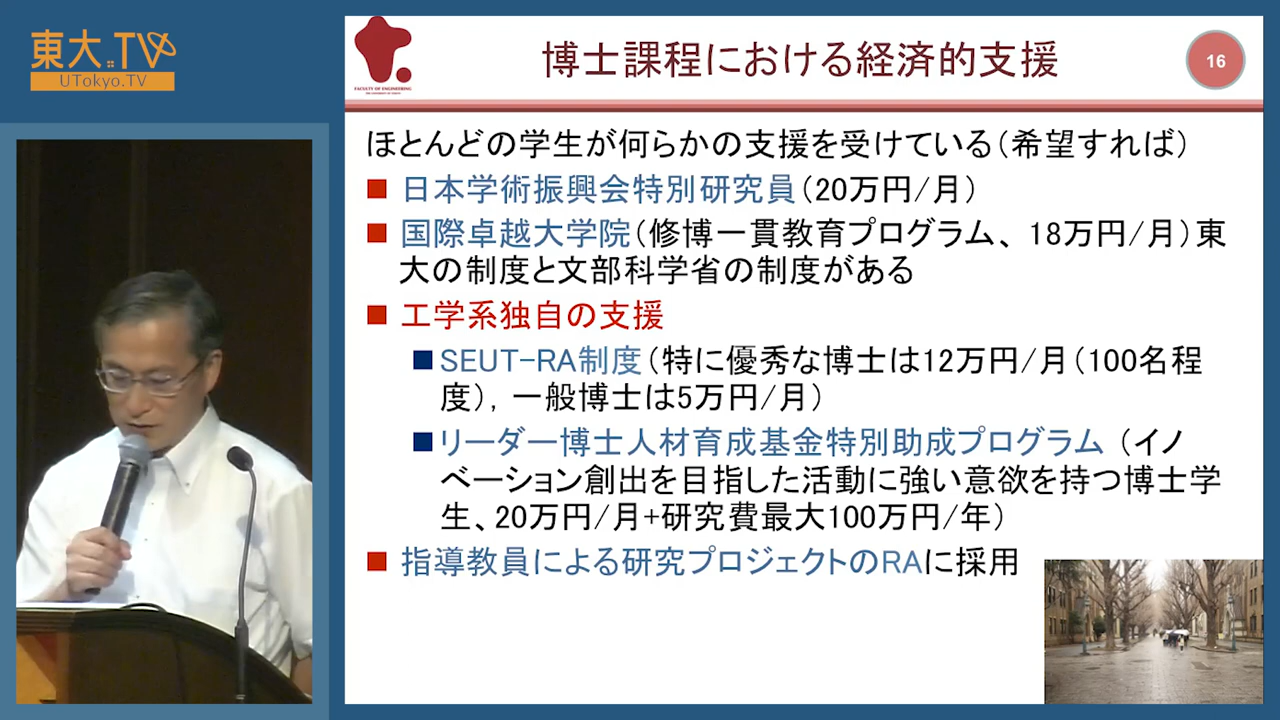 東大.TV
UTokyo.TV
博士課程における経済的支援
16
FACULTY OF ENGINEERING
THE UNIVERSITY OF TOKYO
ほとんどの学生が何らかの支援を受けている(希望すれば)
日本学術振興会特別研究員(20万円/月)
国際卓越大学院(修博一貫教育プログラム、18万円/月)東
大の制度と文部科学省の制度がある
工学系独自の支援
SEUT-RA制度(特に優秀な博士は12万円/月(100名程
度), 一般博士は5万円/月)
リーダー博士人材育成基金特別助成プログラム (イノ
ベーション創出を目指した活動に強い意欲を持つ博士学
生、20万円/月+研究費最大100万円/年)
指導教員による研究プロジェクトのRAに採用